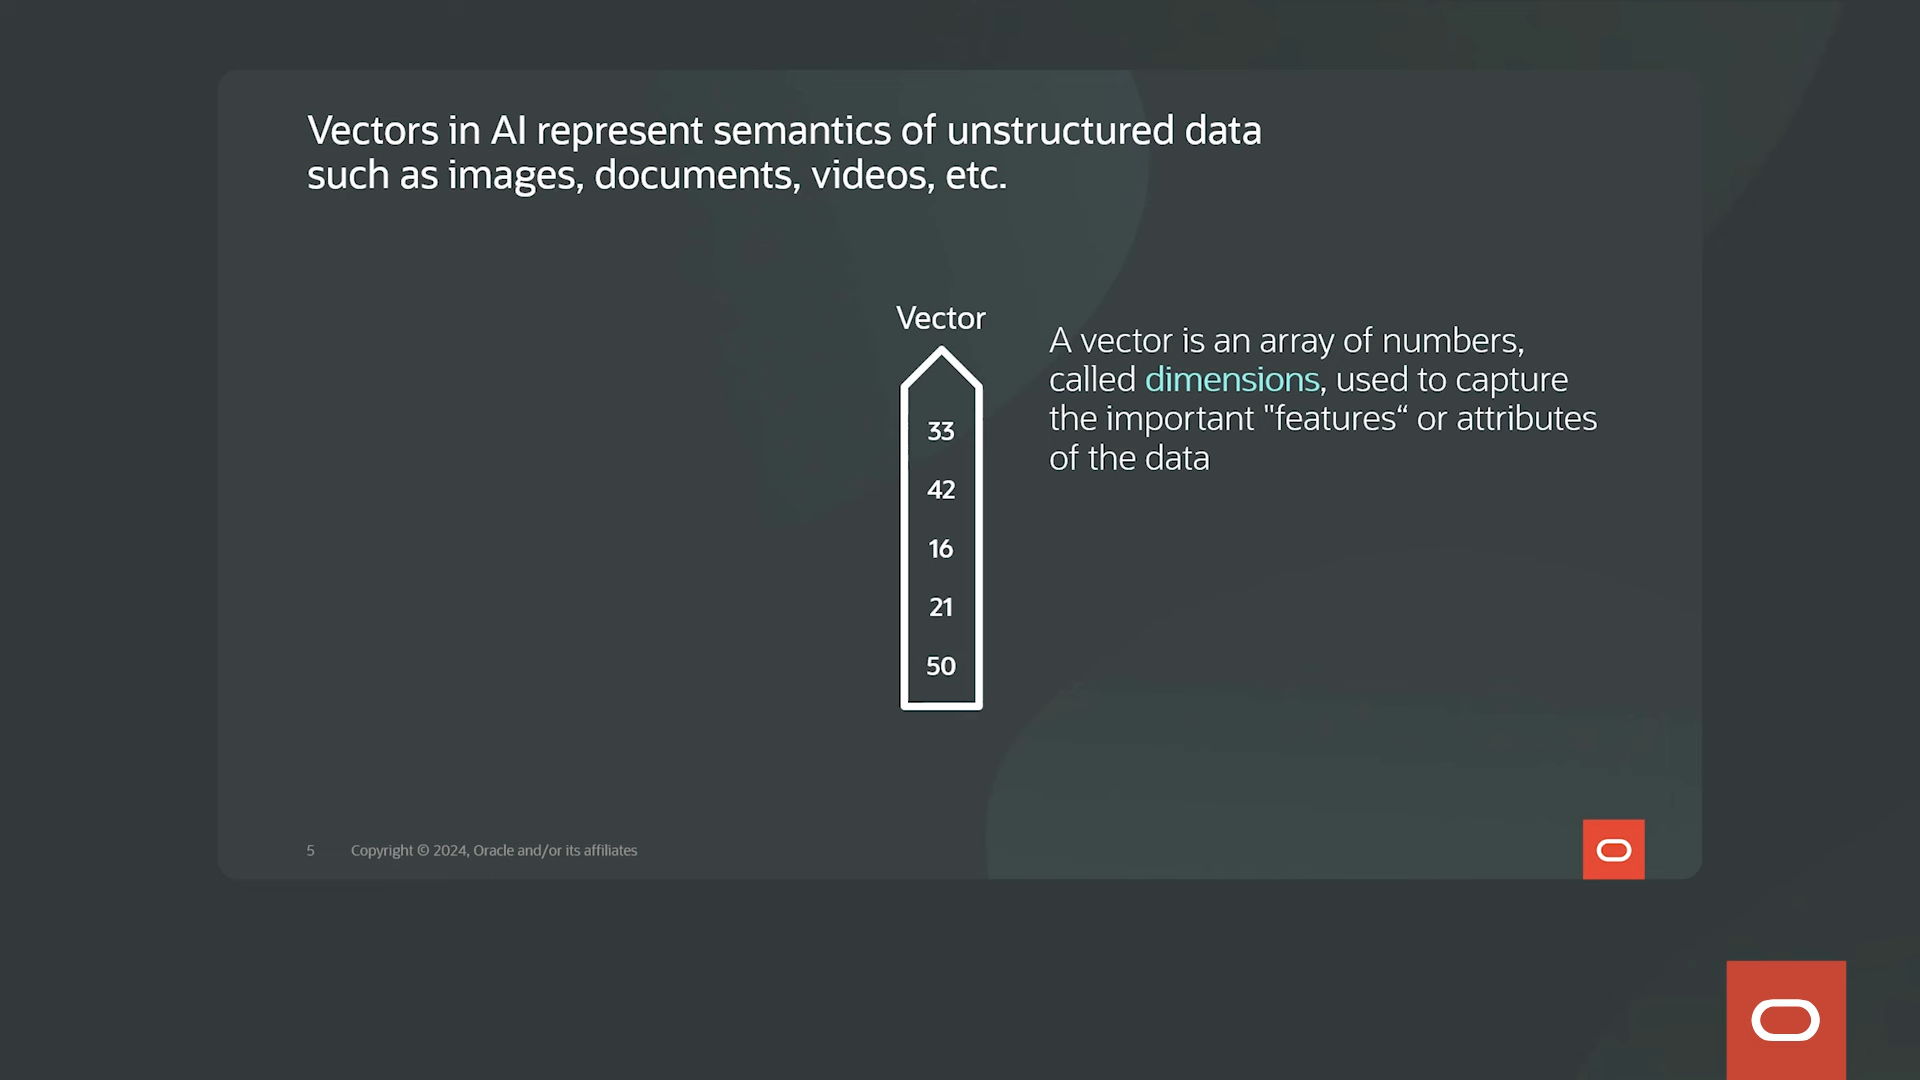 Vectors in AI represent semantics of unstructured data
such as images, documents, videos, etc.
Vector
33
42
16
21
50
A vector is an array of numbers,
called dimensions, used to capture
the important "features“ or attributes
of the data
5 Copyright © 2024, Oracle and/or its affiliates